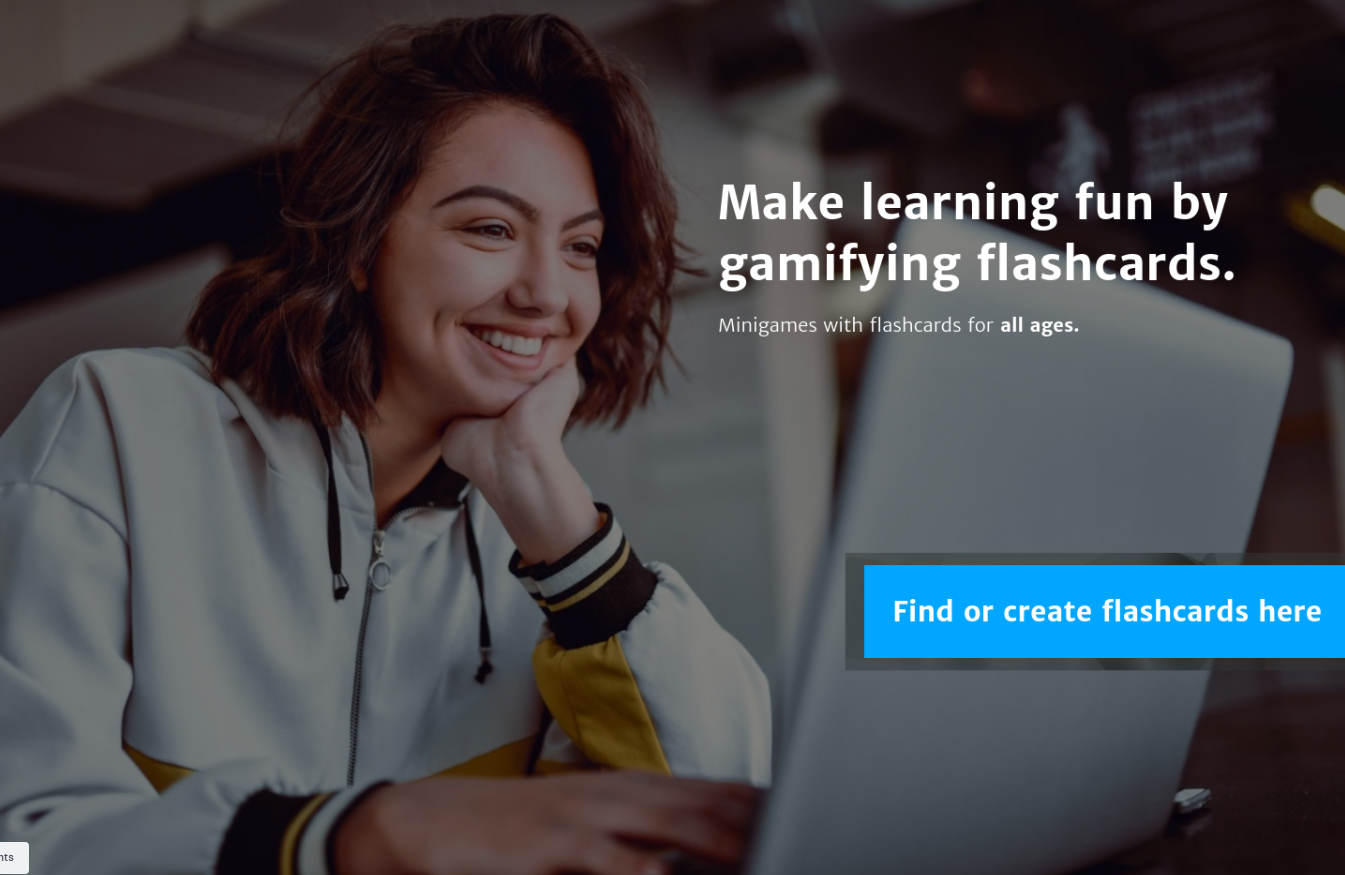 Make learning fun by
gamifying flashcards.
Minigames with flashcards for all ages.
Find or create flashcards here
nts